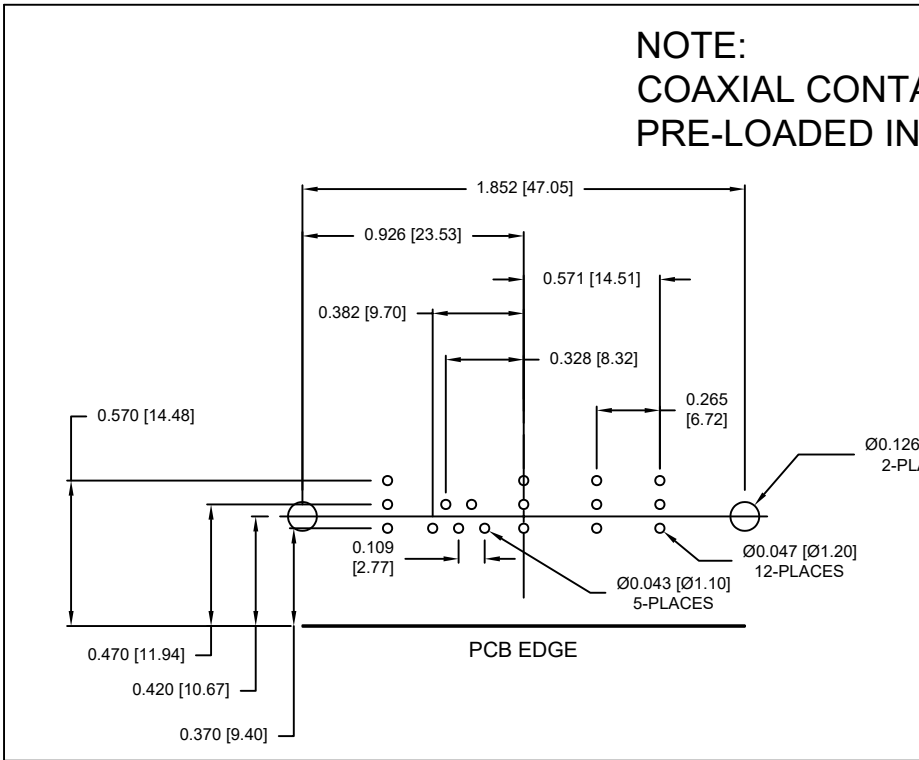 NOTE:
COAXIAL CONTA
PRE-LOADED IN
1.852 [47.05]
0.926 [23.53]
0.571 [14.51]
0.382 [9.70]
0.328 [8.32]
0.265
[6.72]
0.570 [14.48]
Ø0.126
2-PLA
0.109
[2.77]
Ø0.047 [Ø1.20]
12-PLACES
Ø0.043 [Ø1.10]
5-PLACES
PCB EDGE
0.470 [11.94]
0.420 [10.67]
0.370 [9.40]